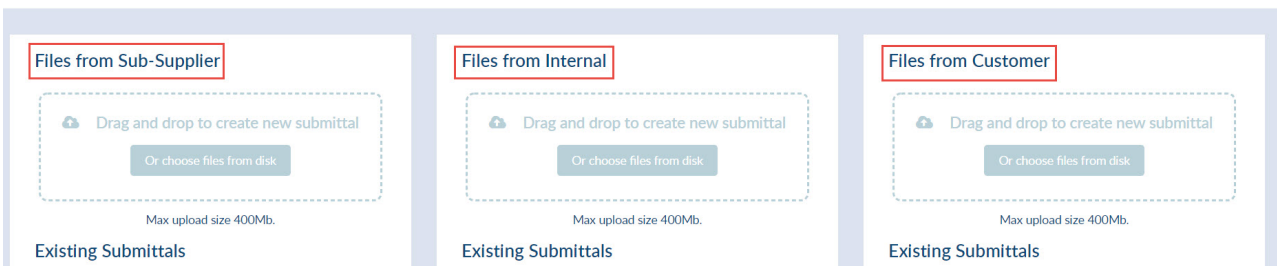 Files from Sub-Supplier
Drag and drop to create new submittal
Or choose files from disk
Max upload size 400Mb.
Existing Submittals
Files from Internal
Drag and drop to create new submittal
Or choose files from disk
Max upload size 400Mb.
Existing Submittals
Files from Customer
Drag and drop to create new submittal
Or choose files from disk
Max upload size 400Mb.
Existing Submittals